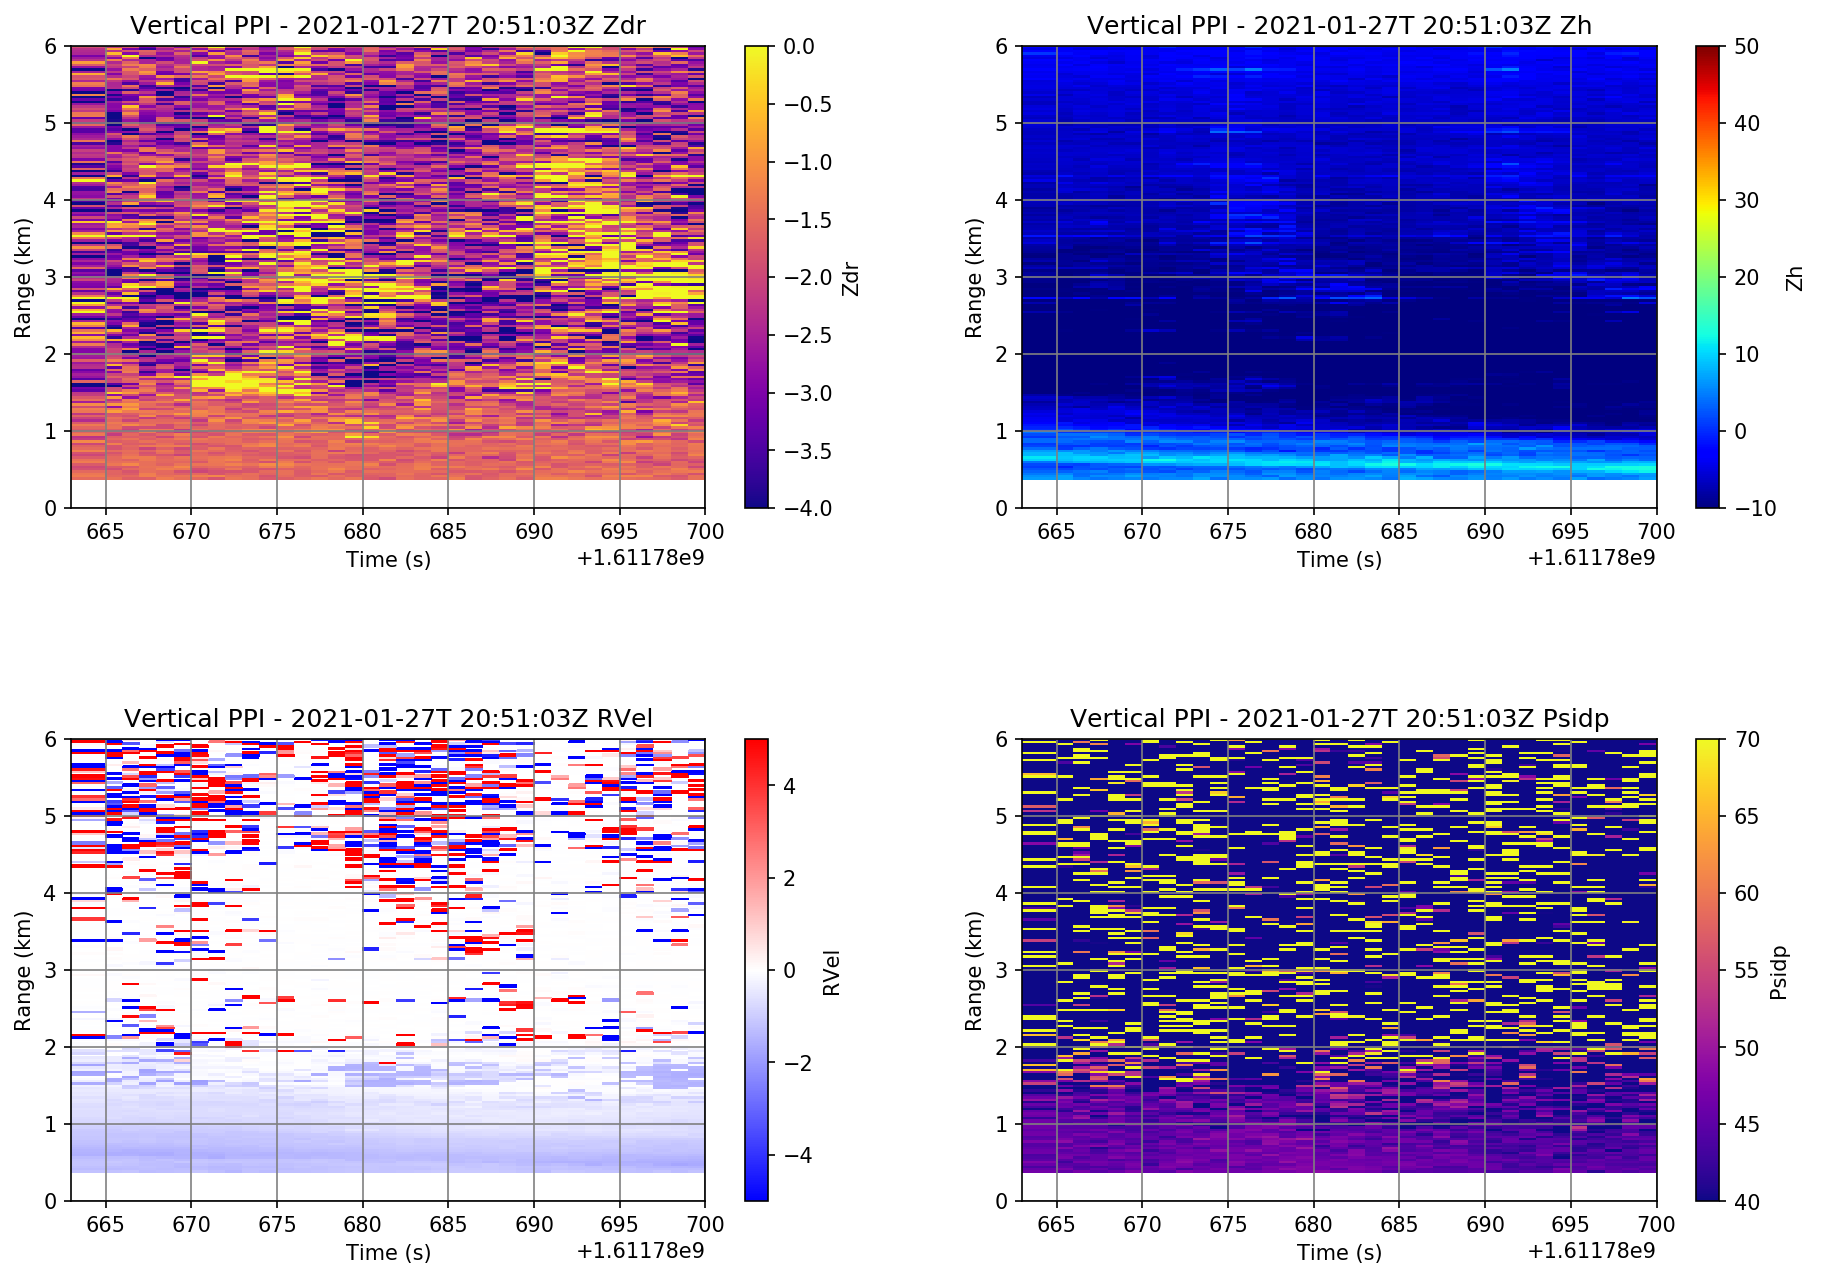 Vertical PPI - 2021-01-27T 20:51:03Z Zdr
6
5
4
3
2
1
0
Range (km)
665 670 675 680 685 690 695 700
Time (s)
+1.61178e9
0.0
−0.5
−1.0
−1.5
−2.0
−2.5
−3.0
−3.5
−4.0
Zdr
Vertical PPI - 2021-01-27T 20:51:03Z Zh
6
5
4
3
2
1
0
Range (km)
665 670 675 680 685 690 695 700
Time (s)
+1.61178e9
50
40
30
20
10
0
−10
Zh
Vertical PPI - 2021-01-27T 20:51:03Z RVel
6
5
4
3
2
1
0
Range (km)
665 670 675 680 685 690 695 700
Time (s)
+1.61178e9
4
2
0
−2
−4
RVel
Vertical PPI - 2021-01-27T 20:51:03Z Psidp
6
5
4
3
2
1
0
Range (km)
665 670 675 680 685 690 695 700
Time (s)
+1.61178e9
70
65
60
55
50
45
40
Psidp